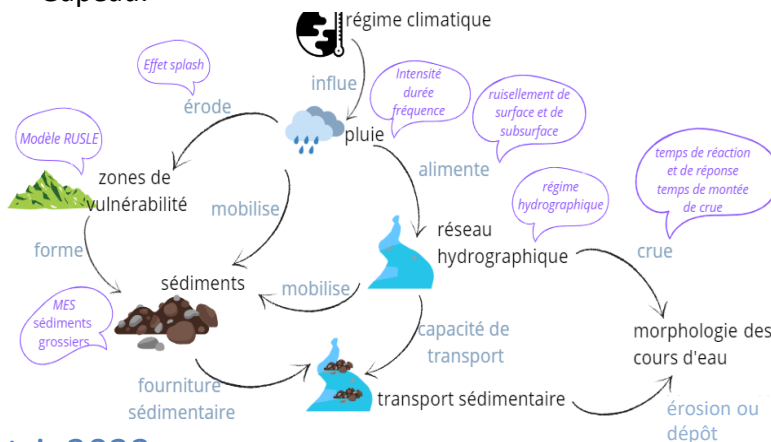 régime climatique
Effet splash
influe
Intensité
durée
fréquence
ruisellement de
surface et de
subsurface
érode
Modèle RUSLE
pluie
alimente
temps de réaction
et de réponse
temps de montée
de crue
zones de
vulnérabilité
mobilise
régime
hydrographique
forme
réseau
hydrographique
crue
sédiments
mobilise
MES
sédiments
grossiers
capacité de
transport
morphologie des
cours d'eau
fourniture
sédimentaire
transport sédimentaire
érosion ou
dépôt